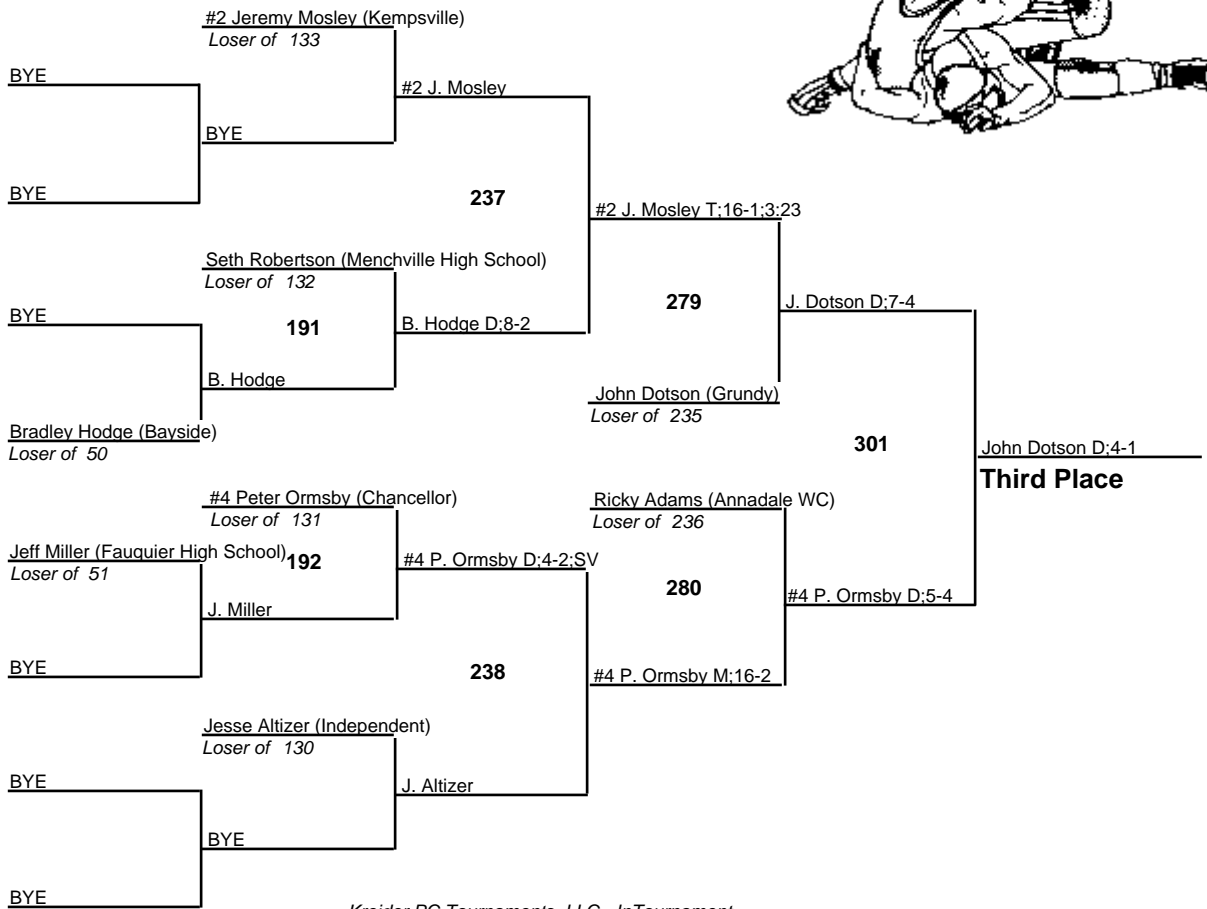 #2 Jeremy Mosley (Kempsville)
Loser of 133
BYE
#2 J. Mosley
BYE
BYE
237
#2 J. Mosley T;16-1;3:23
Seth Robertson (Menchville High School)
Loser of 132
279
J. Dotson D;7-4
BYE
191
B. Hodge D;8-2
B. Hodge
John Dotson (Grundy)
Loser of 235
Bradley Hodge (Bayside)
Loser of 50
301
John Dotson D;4-1
Third Place
#4 Peter Ormsby (Chancellor)
Loser of 131
Ricky Adams (Annadale WC)
Loser of 236
Jeff Miller (Fauquier High School)
Loser of 51
192
#4 P. Ormsby D;4-2;SV
280
#4 P. Ormsby D;5-4
J. Miller
BYE
238
#4 P. Ormsby M;16-2
Jesse Altizer (Independent)
Loser of 130
BYE
J. Altizer
BYE
BYE